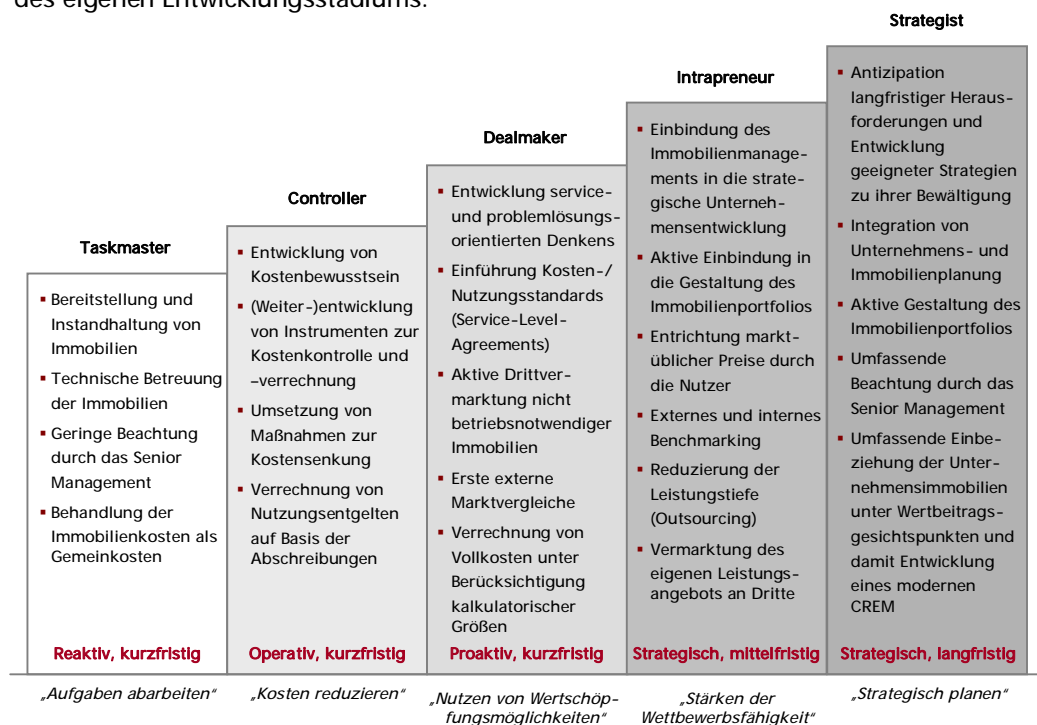 des eigenen Entwicklungsstadiums.
Taskmaster
▪ Bereitstellung und
Instandhaltung von
Immobilien
▪ Technische Betreuung
der Immobilien
▪ Geringe Beachtung
durch das Senior
Management
▪ Behandlung der
Immobilienkosten als
Gemeinkosten
Reaktiv, kurzfristig
„Aufgaben abarbeiten“
Controller
▪ Entwicklung von
Kostenbewusstsein
▪ (Weiter-)entwicklung
von Instrumenten zur
Kostenkontrolle und
–verrechnung
▪ Umsetzung von
Maßnahmen zur
Kostensenkung
▪ Verrechnung von
Nutzungsentgelten
auf Basis der
Abschreibungen
Operativ, kurzfristig
„Kosten reduzieren“
Dealmaker
▪ Entwicklung service-
und problemlösungs-
orientierten Denkens
▪ Einführung Kosten-/
Nutzungsstandards
(Service-Level-
Agreements)
▪ Aktive Drittver-
marktung nicht
betriebsnotwendiger
Immobilien
▪ Erste externe
Marktvergleiche
▪ Verrechnung von
Vollkosten unter
Berücksichtigung
kalkulatorischer
Größen
Proaktiv, kurzfristig
„Nutzen von Wertschöp-
fungsmöglichkeiten“
Intrapreneur
▪ Einbindung des
Immobilienmanage-
ments in die strate-
gische Unterneh-
mensentwicklung
▪ Aktive Einbindung in
die Gestaltung des
Immobilienportfolios
▪ Entrichtung markt-
üblicher Preise durch
die Nutzer
▪ Externes und internes
Benchmarking
▪ Reduzierung der
Leistungstiefe
(Outsourcing)
▪ Vermarktung des
eigenen Leistungs-
angebots an Dritte
Strategisch, mittelfristig
„Stärken der
Wettbewerbsfähigkeit“
Strategist
▪ Antizipation
langfristiger Heraus-
forderungen und
Entwicklung
geeigneter Strategien
zu ihrer Bewältigung
▪ Integration von
Unternehmens- und
Immobilienplanung
▪ Aktive Gestaltung des
Immobilienportfolios
▪ Umfassende
Beachtung durch das
Senior Management
▪ Umfassende Einbe-
ziehung der Unter-
nehmensimmobilien
unter Wertbeitrags-
gesichtspunkten und
damit Entwicklung
eines modernen
CREM
Strategisch, langfristig
„Strategisch planen“